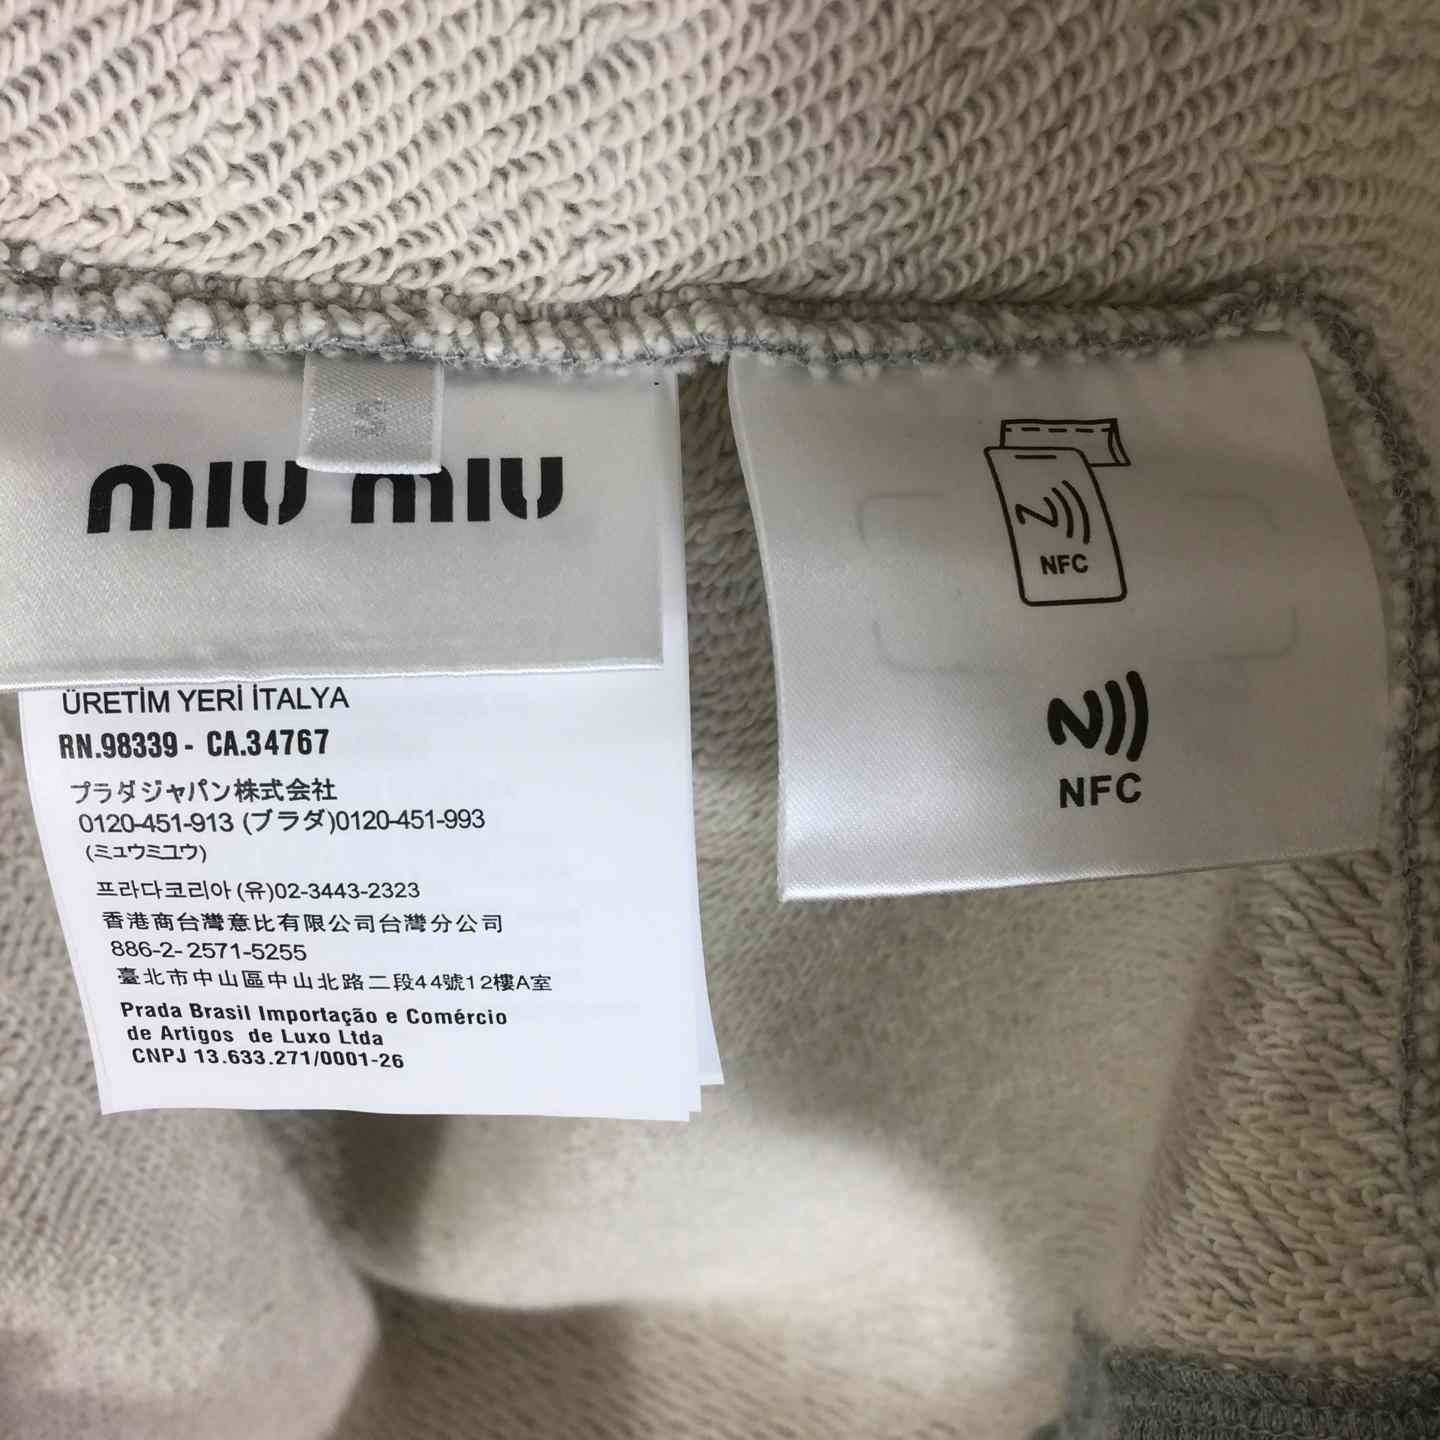 S
miu miu
ÜRETİM YERİ İTALYA
RN.98339 - CA.34767
プラダジャパン株式会社
0120-451-913 (プラダ)0120-451-993
(ミュウミユウ)
프라다코리아(유)02-3443-2323
香港商台灣意比有限公司台灣分公司
886-2- 2571-5255
臺北市中山區中山北路二段44號12樓A室
Prada Brasil Importação e Comércio
de Artigos de Luxo Ltda
CNPJ 13.633.271/0001-26
NFC
NFC